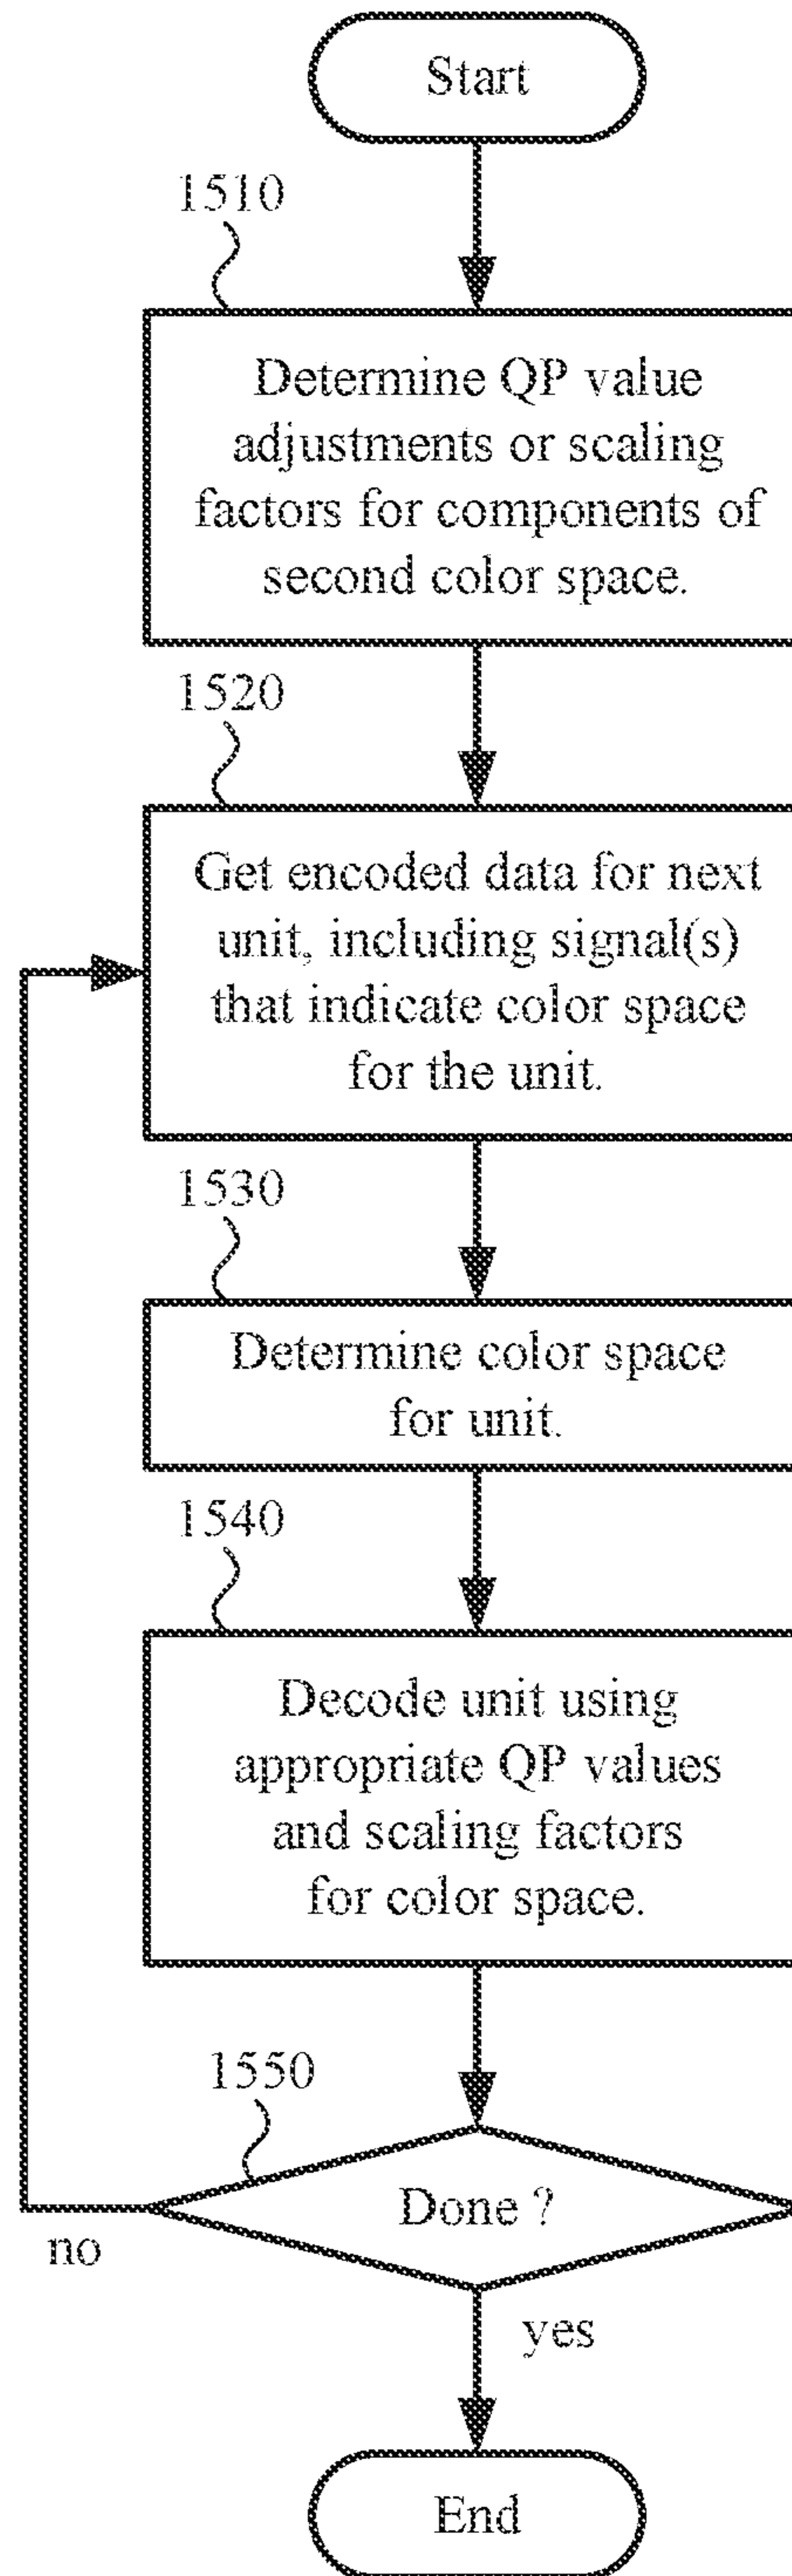 Start
1510
Determine QP value
adjustments or scaling
factors for components of
second color space.
1520
Get encoded data for next
unit, including signal(s)
that indicate color space
for the unit.
1530
Determine color space
for unit.
1540
Decode unit using
appropriate QP values
and scaling factors
for color space.
1550
Done ?
no
yes
End